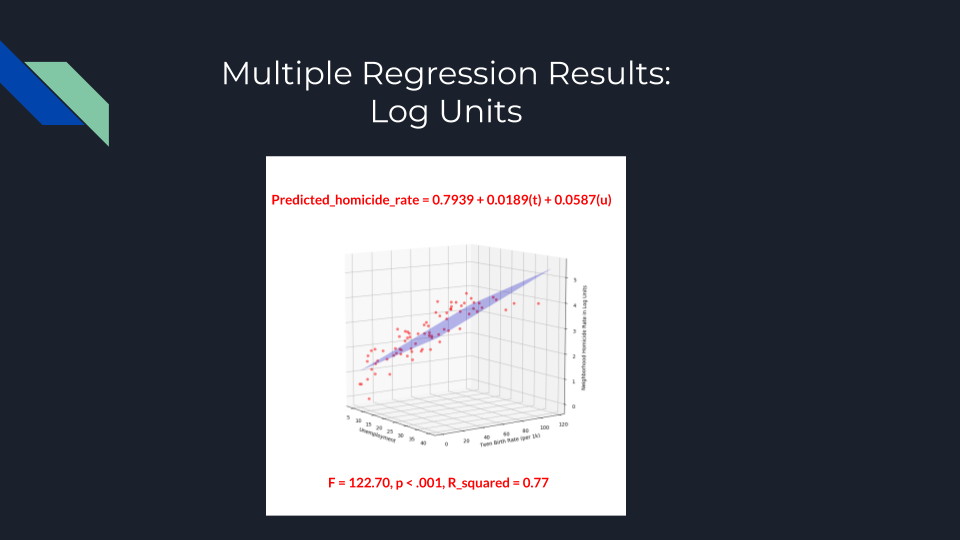 Multiple Regression Results:
Log Units
Predicted_homicide_rate = 0.7939 + 0.0189(t) + 0.0587(u)
5
4
3
2
1
0
Neighborhood Homicide Rate in Log Units
5 10 15 20 25 30 35 40
Unemployment
0 20 40 60 80 100 120
Teen Birth Rate (per 1k)
F = 122.70, p < .001, R_squared = 0.77